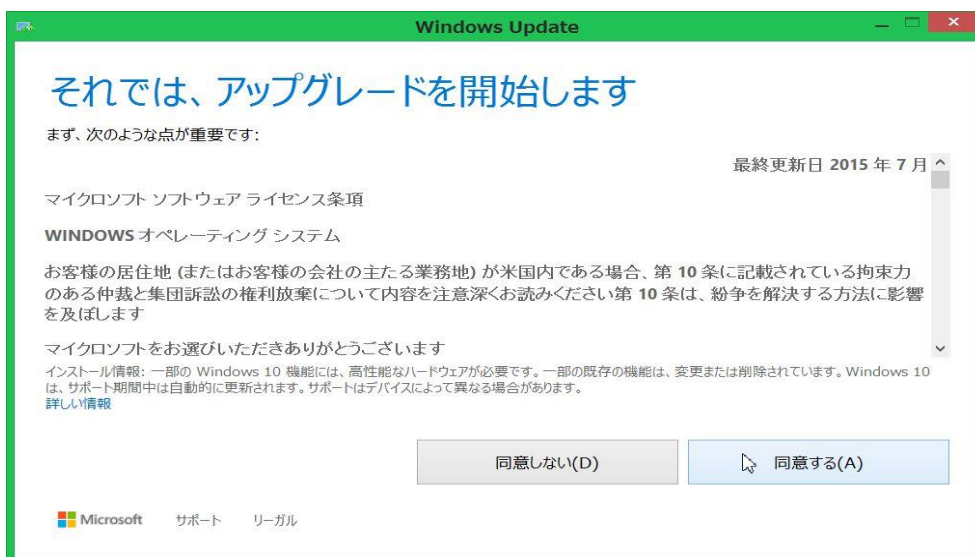 Windows Update
それでは、アップグレードを開始します
まず、次のような点が重要です:
最終更新日 2015 年 7 月
マイクロソフト ソフトウェア ライセンス条項
WINDOWS オペレーティング システム
お客様の居住地 (またはお客様の会社の主たる業務地) が米国内である場合、第 10 条に記載されている拘束力
のある仲裁と集団訴訟の権利放棄について内容を注意深くお読みください第 10 条は、紛争を解決する方法に影響
を及ぼします
マイクロソフトをお選びいただきありがとうございます
インストール情報: 一部の Windows 10 機能には、高性能なハードウェアが必要です。一部の既存の機能は、変更または削除されています。Windows 10
は、サポート期間中は自動的に更新されます。サポートはデバイスによって異なる場合があります。
詳しい情報
同意しない(D)
同意する(A)
Microsoft サポート リーガル